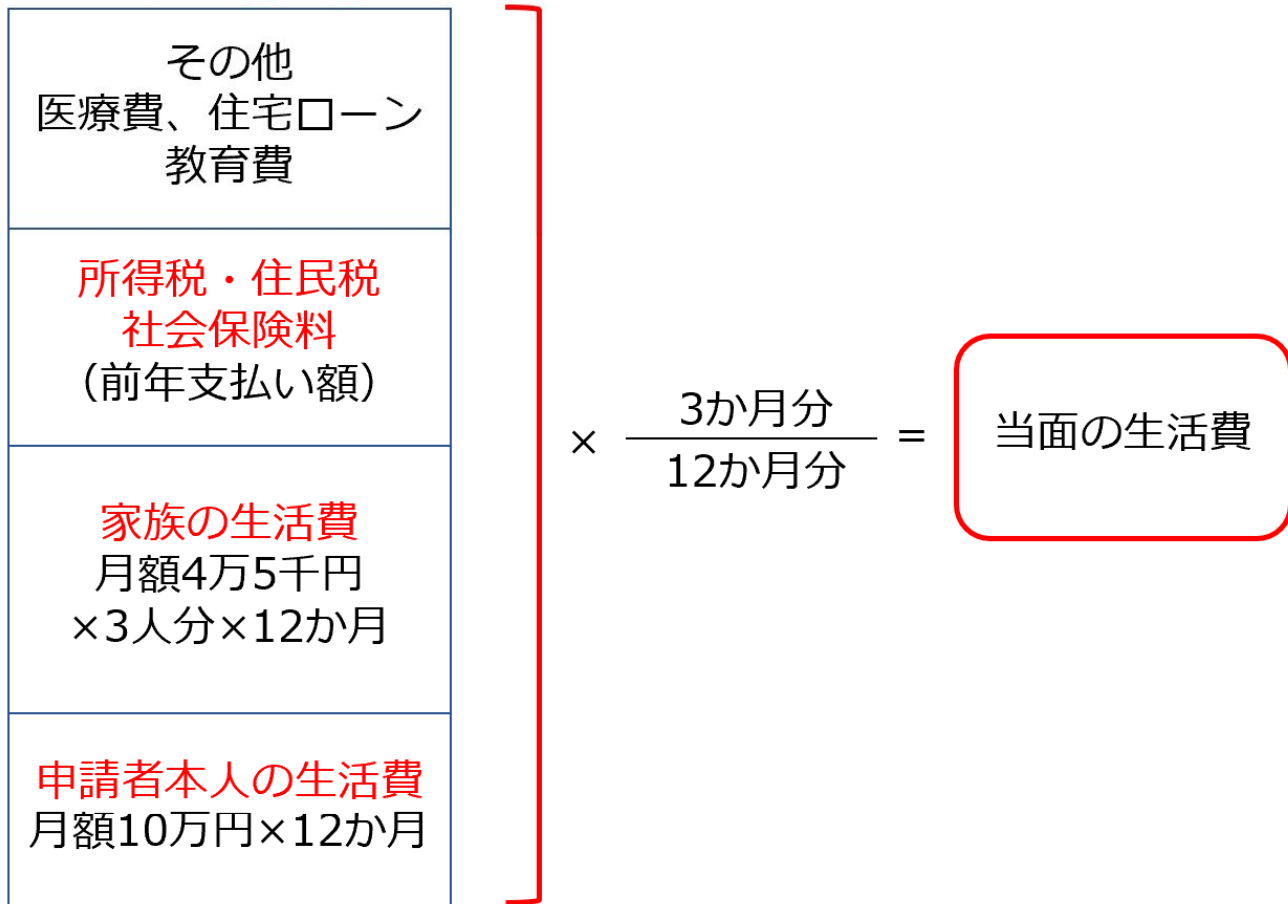 その他
医療費、住宅ローン
教育費
所得税・住民税
社会保険料
（前年支払い額）
家族の生活費
月額4万5千円
×3人分×12か月
申請者本人の生活費
月額10万円×12か月
×
3か月分
12か月分
=
当面の生活費